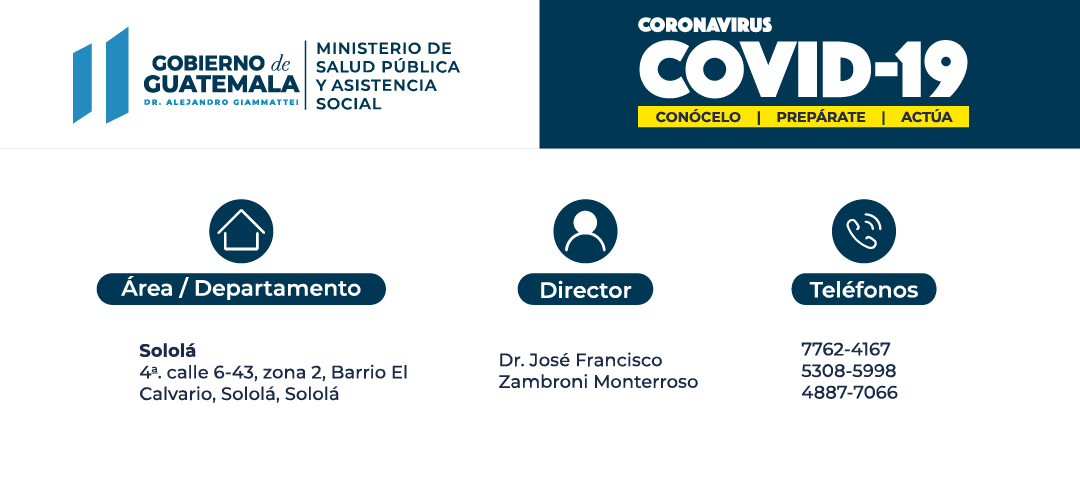 GOBIERNO de
GUATEMALA
DR. ALEJANDRO GIAMMATTEI
MINISTERIO DE
SALUD PÚBLICA
Y ASISTENCIA
SOCIAL
CORONAVIRUS
COVID-19
CONÓCELO | PREPÁRATE | ACTÚA
Área / Departamento
Sololá
4ª. calle 6-43, zona 2, Barrio El
Calvario, Sololá, Sololá
Director
Dr. José Francisco
Zambroni Monterroso
Teléfonos
7762-4167
5308-5998
4887-7066